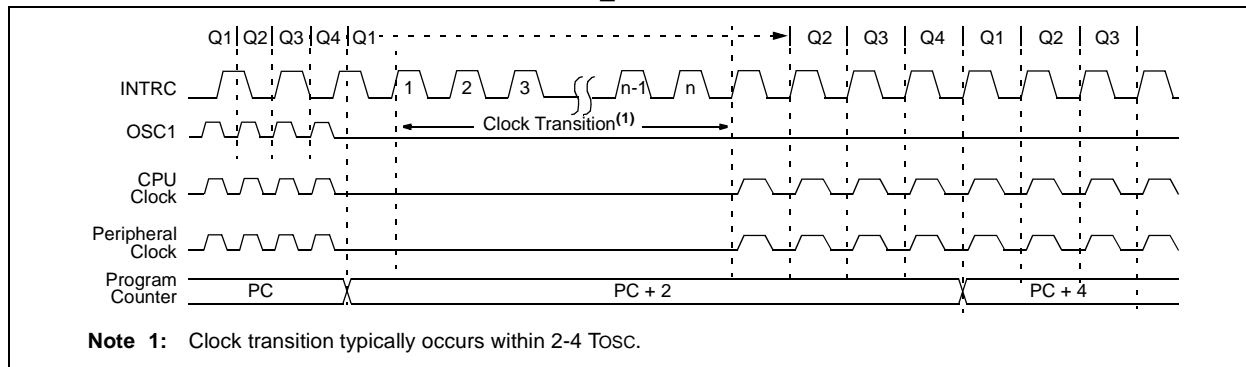 Q1 Q2 Q3 Q4 Q1 Q2 Q3 Q4 Q1 Q2 Q3
INTRC 1 2 3 n-1 n
OSC1 Clock Transition(1)
CPU
Clock
Peripheral
Clock
Program
Counter PC PC + 2 PC + 4
Note 1: Clock transition typically occurs within 2-4 TOSC.